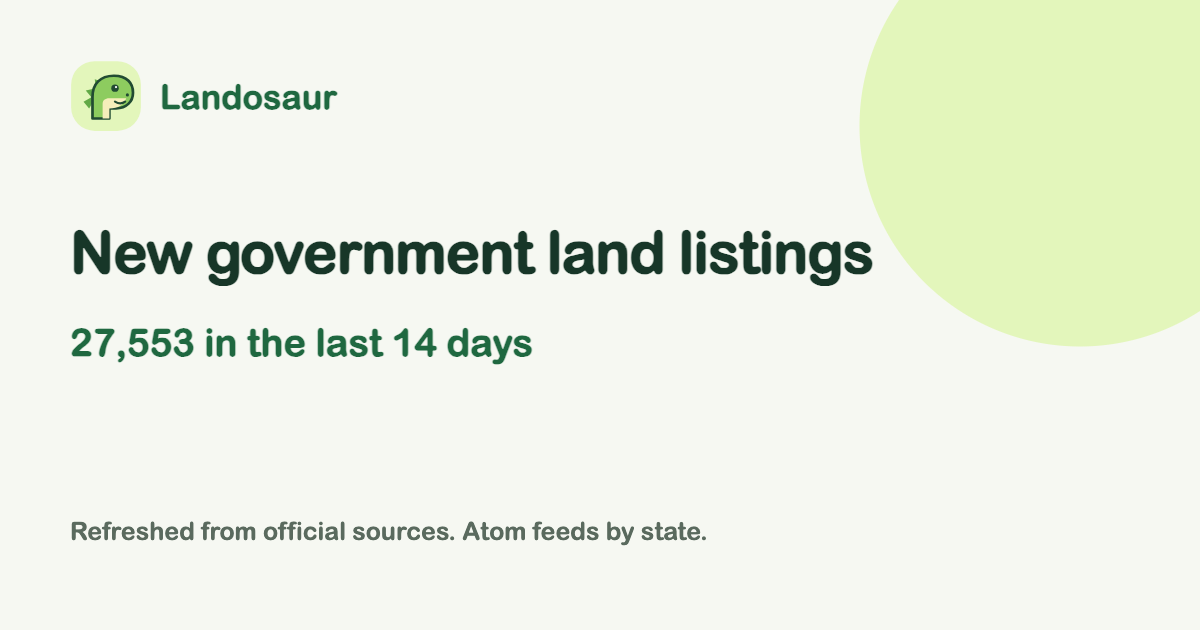 Landosaur
New government land listings
27,553 in the last 14 days
Refreshed from official sources. Atom feeds by state.